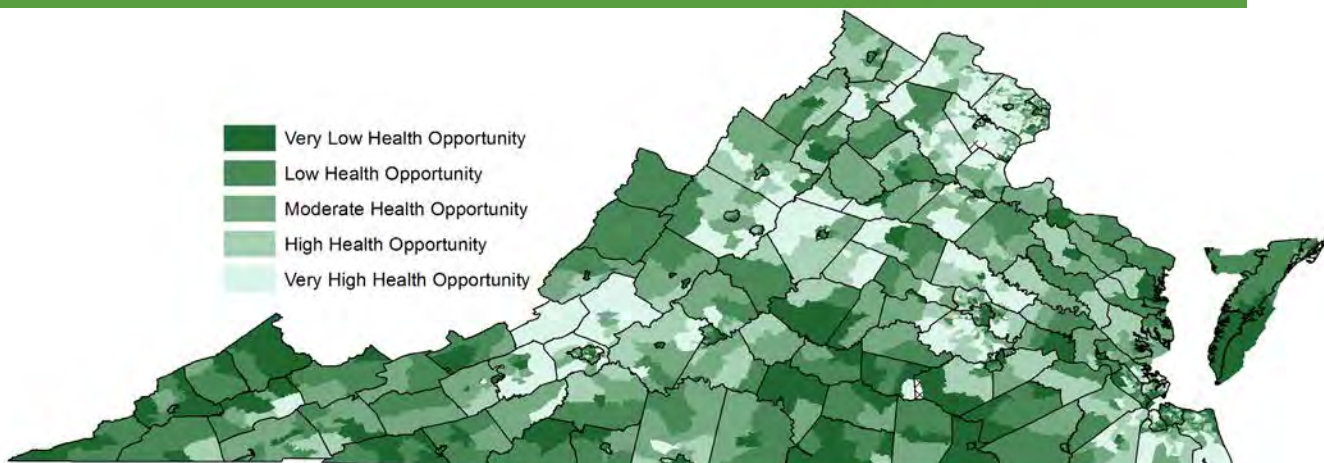 Very Low Health Opportunity
Low Health Opportunity
Moderate Health Opportunity
High Health Opportunity
Very High Health Opportunity